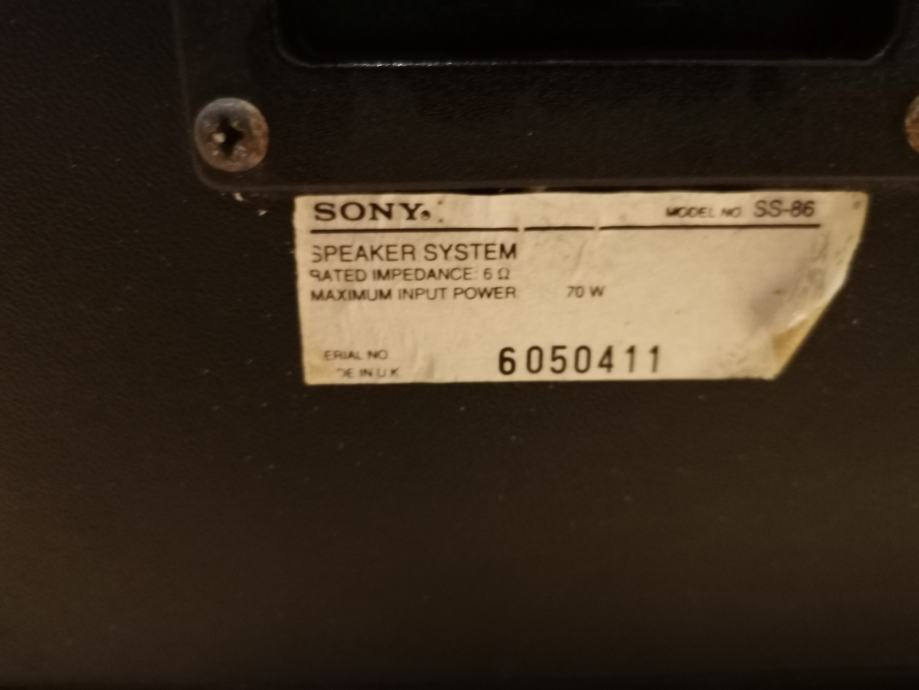 SONY. MODEL NO. SS-86
SPEAKER SYSTEM
RATED IMPEDANCE: 6 Ω
MAXIMUM INPUT POWER 70 W
ERIAL NO. 6050411
DE IN U.K.